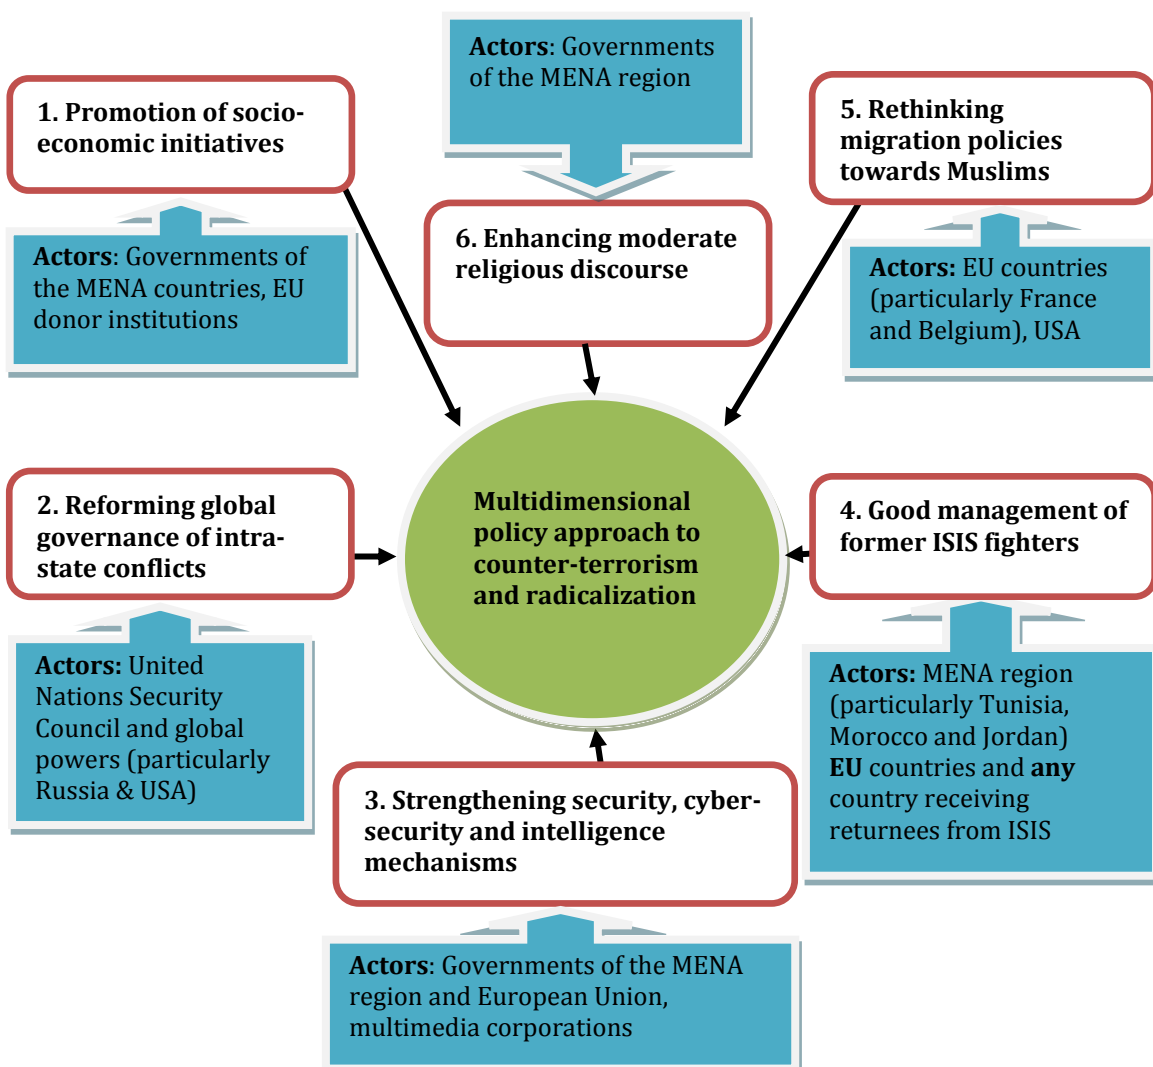 Actors: Governments
of the MENA region
1. Promotion of socio-
economic initiatives
5. Rethinking
migration policies
towards Muslims
6. Enhancing moderate
religious discourse
Actors: Governments of
the MENA countries, EU
donor institutions
Actors: EU countries
(particularly France
and Belgium), USA
Multidimensional
policy approach to
counter-terrorism
and radicalization
2. Reforming global
governance of intra-
state conflicts
4. Good management of
former ISIS fighters
Actors: United
Nations Security
Council and global
powers (particularly
Russia & USA)
Actors: MENA region
(particularly Tunisia,
Morocco and Jordan)
EU countries and any
country receiving
returnees from ISIS
3. Strengthening security, cyber-
security and intelligence
mechanisms
Actors: Governments of the MENA
region and European Union,
multimedia corporations